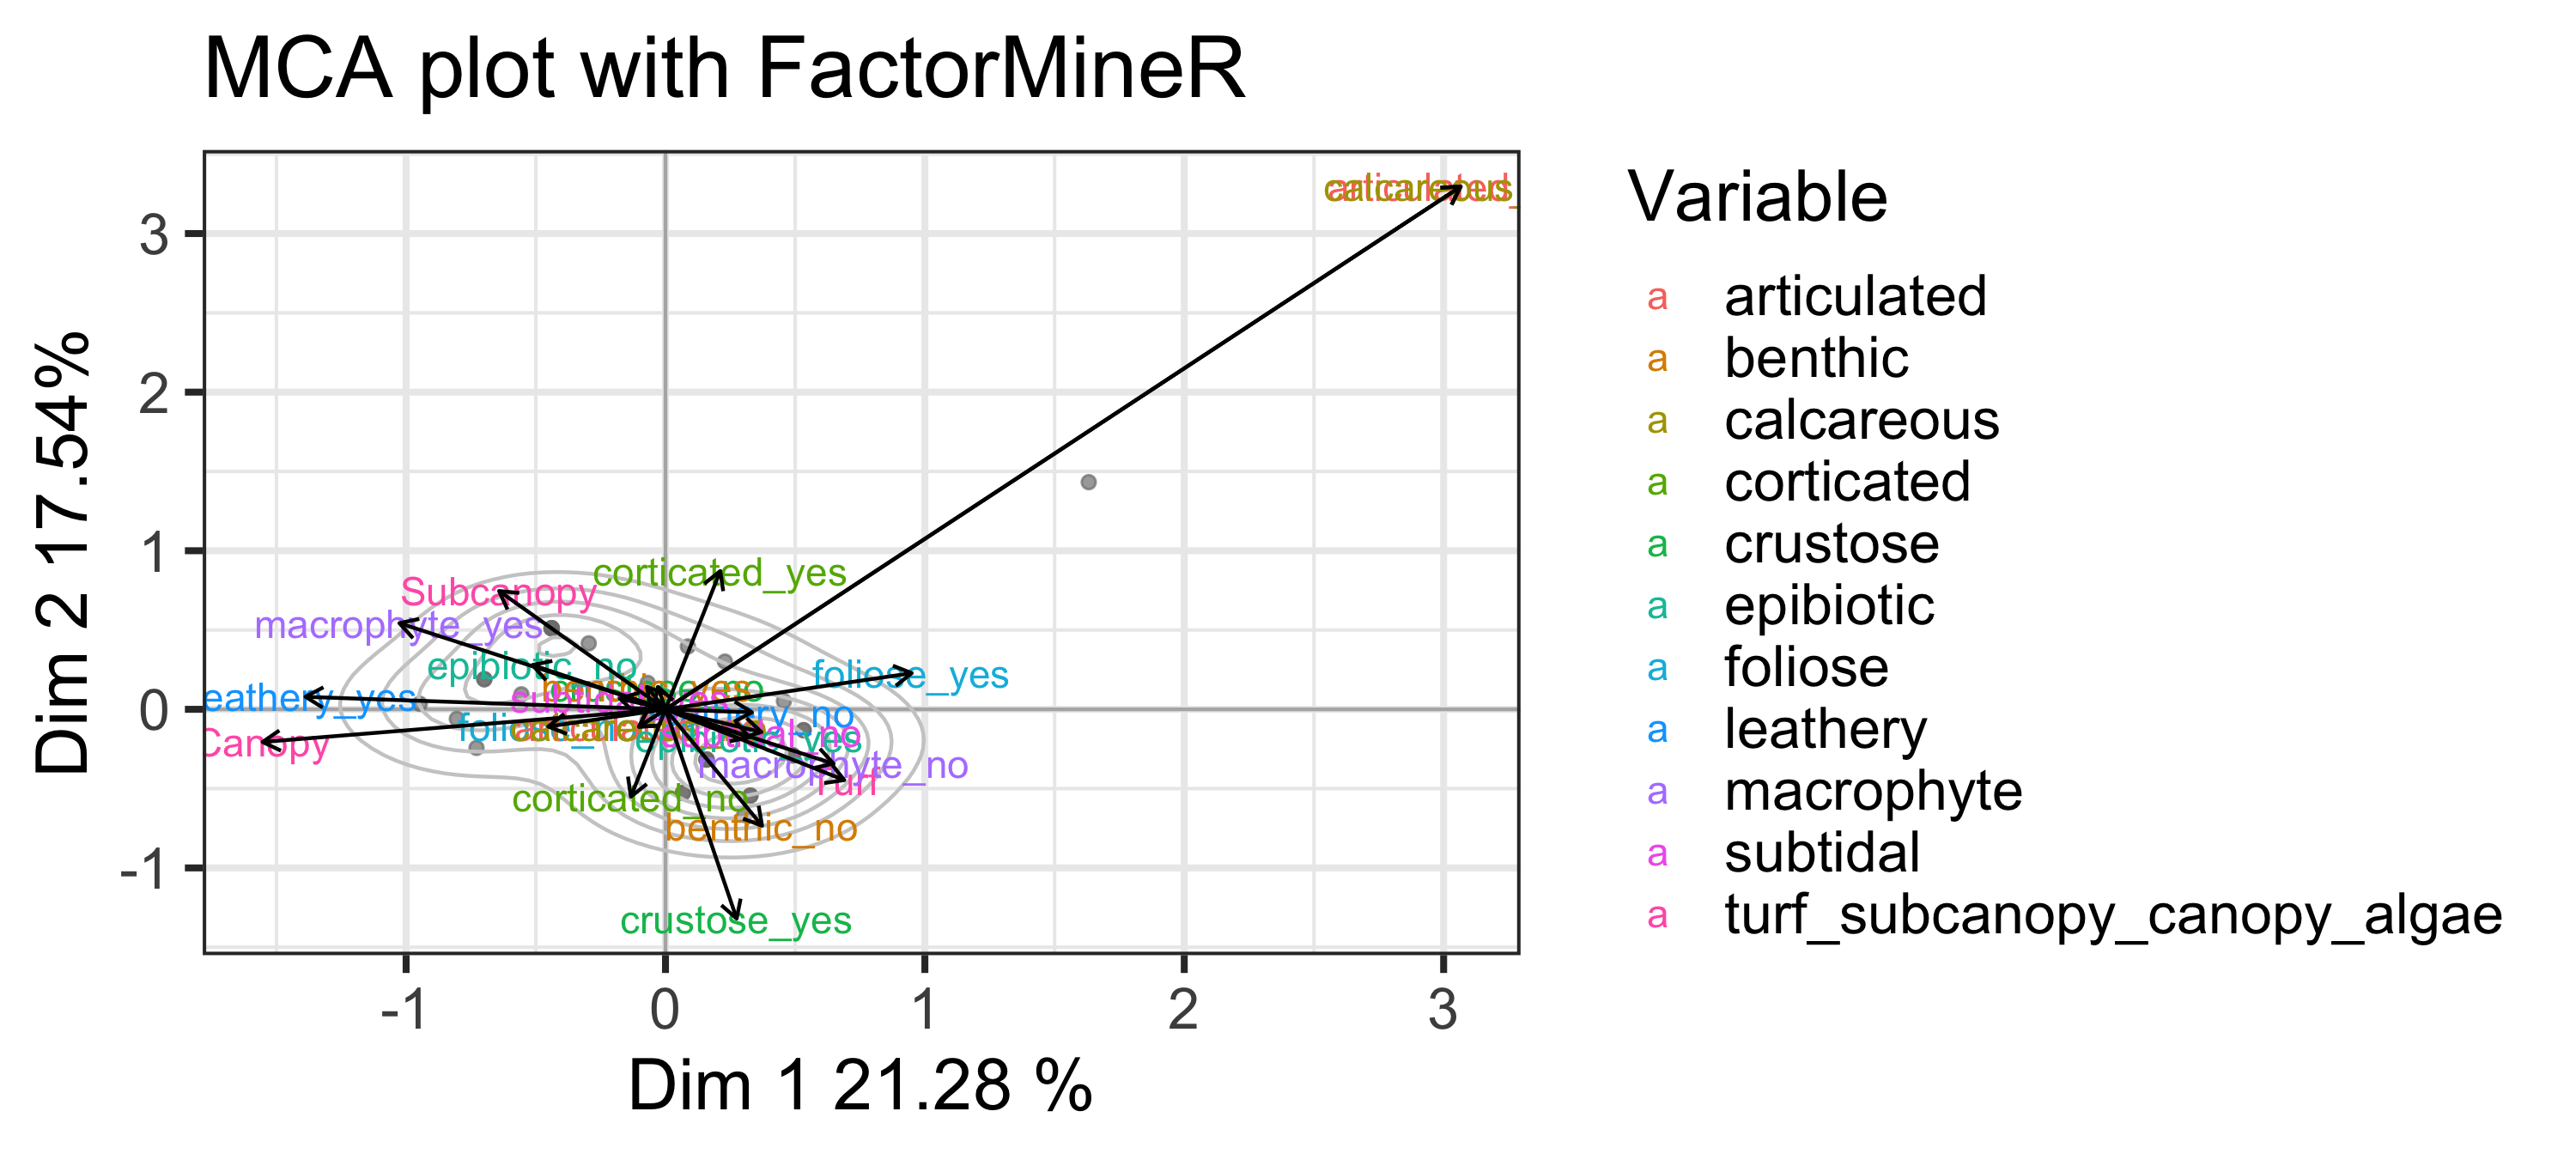 MCA plot with FactorMineR
Variable
articulated
benthic
calcareous
corticated
crustose
epibiotic
foliose
leathery
macrophyte
subtidal
turf_subcanopy_canopy_algae
3
2
1
0
-1
Dim 2 17.54%
corticated_yes
Subcanopy
macrophyte_yes
epibiotic_no
foliose_yes
eathery_yes
Canopy
epibiotic_yes
macrophyte_no
corticated_no
benthic_no
crustose_yes
-1
0
1
2
3
Dim 1 21.28 %